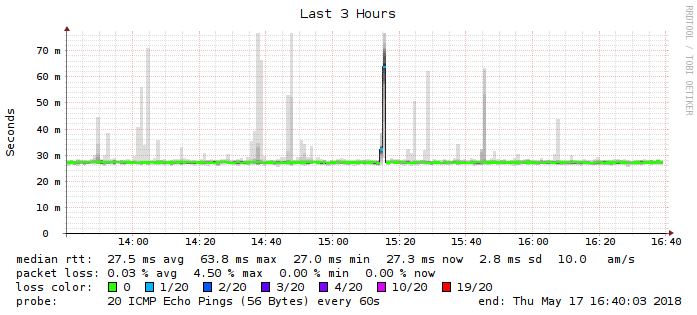 Last 3 Hours
RRDTOOL / TOBI OETIKER
Seconds
70 m
60 m
50 m
40 m
30 m
20 m
10 m
0
14:00 14:20 14:40 15:00 15:20 15:40 16:00 16:20 16:40
median rtt: 27.5 ms avg 63.8 ms max 27.0 ms min 27.3 ms now 2.8 ms sd 10.0 am/s
packet loss: 0.03 % avg 4.50 % max 0.00 % min 0.00 % now
loss color: 0 1/20 2/20 3/20 4/20 10/20 19/20
probe: 20 ICMP Echo Pings (56 Bytes) every 60s end: Thu May 17 16:40:03 2018